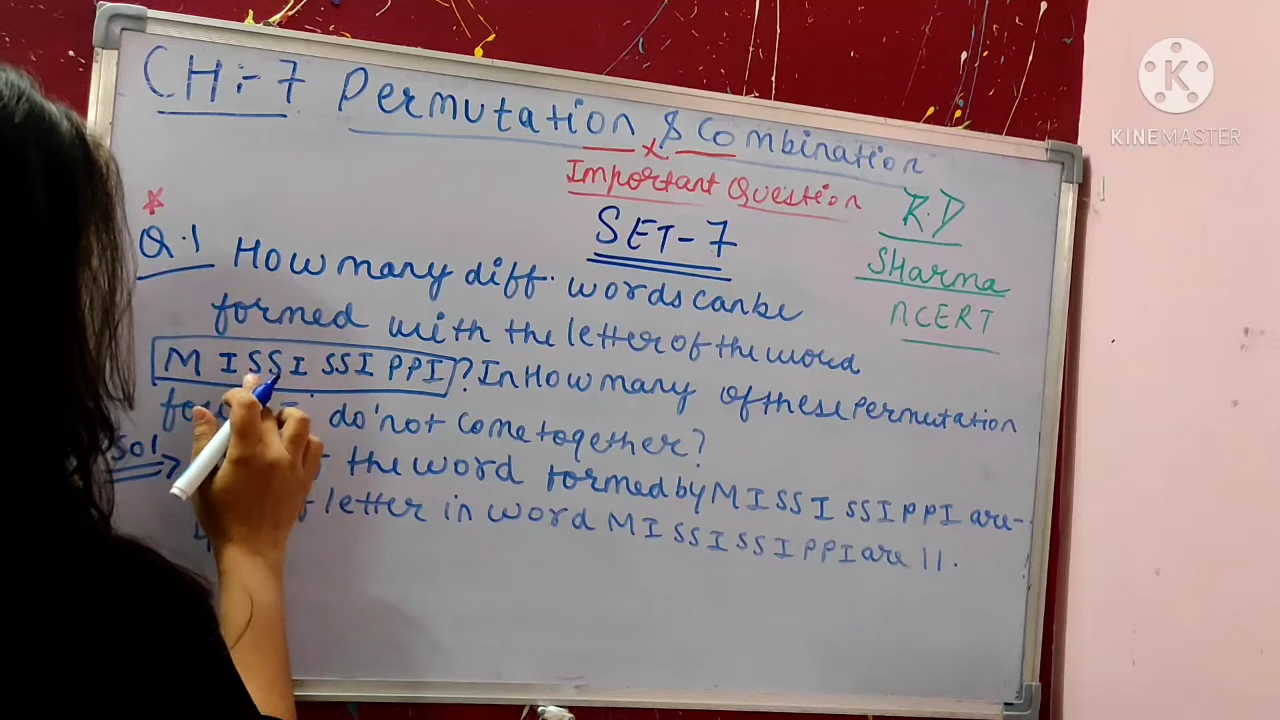 CH:- 7 Permutation & Combination
Important Question
SET-7
R.D
SHarma
NCERT
Q.1 How many diff. words can be
formed with the letter of the word
MISSISSIPPI? In How many of these Permutation
do'not come together?
Sol the word formed by MISSISSIPPI are-
letter in word MISSISSIPPI are 11.
K
KINEMASTER